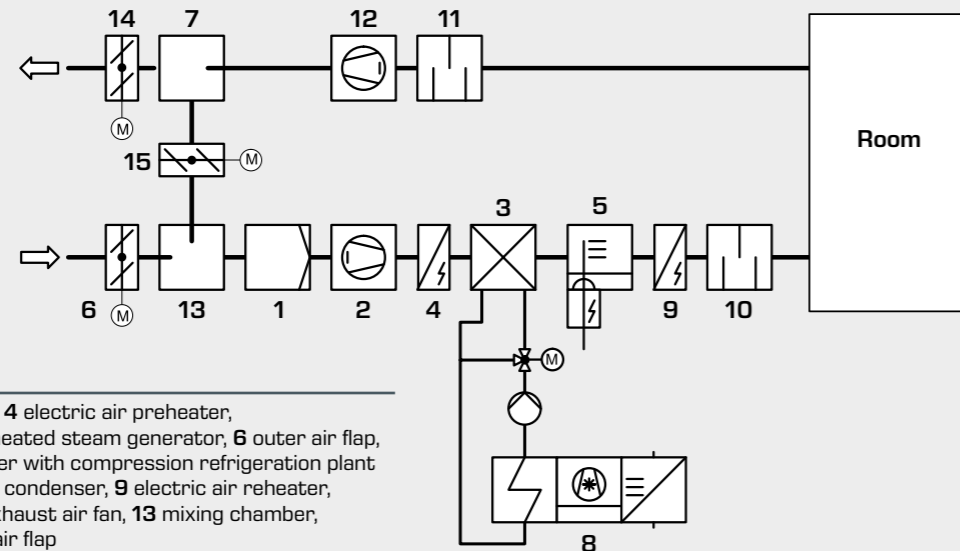 14 7 12 11
M
Room
15 M
3 5
6 M 13 1 2 4 9 10
M
4 electric air preheater,
eated steam generator, 6 outer air flap,
er with compression refrigeration plant
condenser, 9 electric air reheater,
xhaust air fan, 13 mixing chamber,
air flap
8